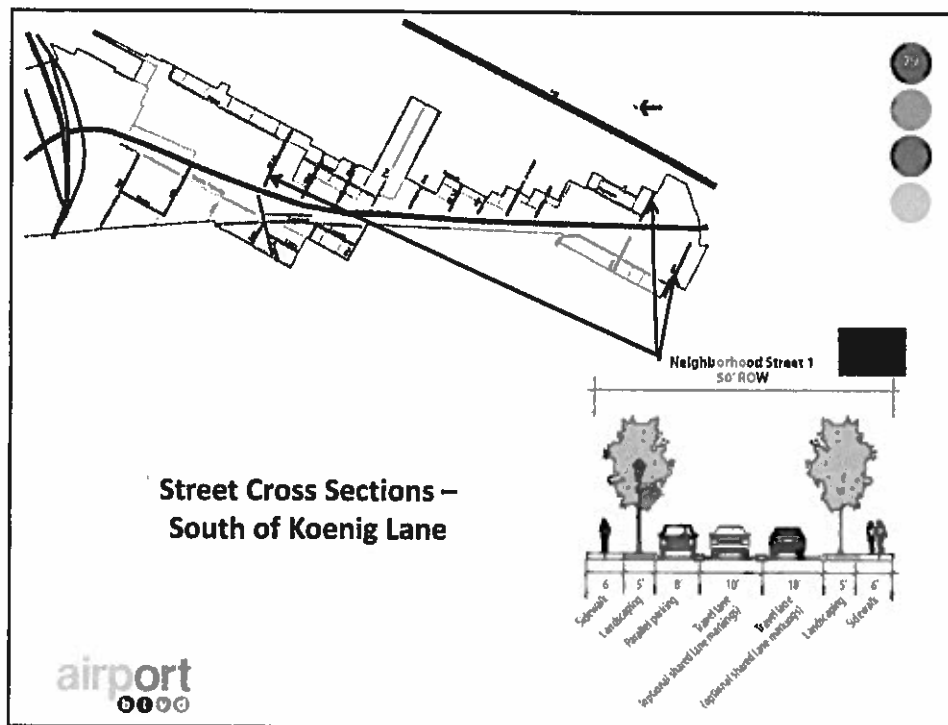 29
Neighborhood Street 1
50' ROW
Street Cross Sections –
South of Koenig Lane
6'
5'
8'
10'
10'
5'
6'
Sidewalk
Landscaping
Parallel parking
Travel lane
(optional shared lane markings)
Travel lane
(optional shared lane markings)
Landscaping
Sidewalk
airport
blvd